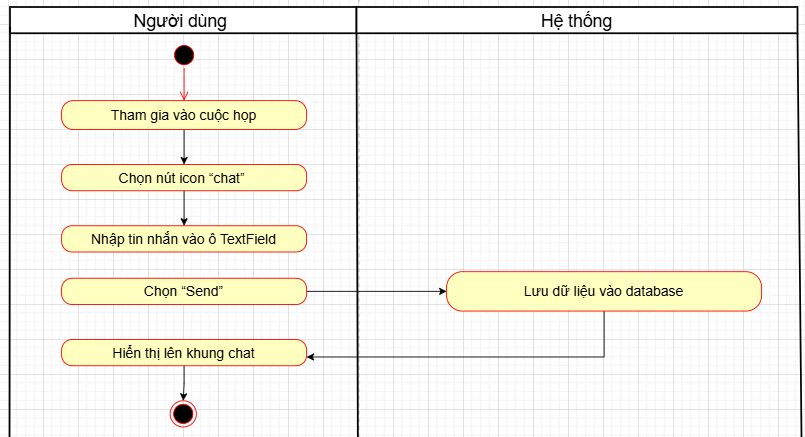 Người dùng
Hệ thống
Tham gia vào cuộc họp
Chọn nút icon “chat”
Nhập tin nhắn vào ô TextField
Chọn “Send”
Lưu dữ liệu vào database
Hiển thị lên khung chat